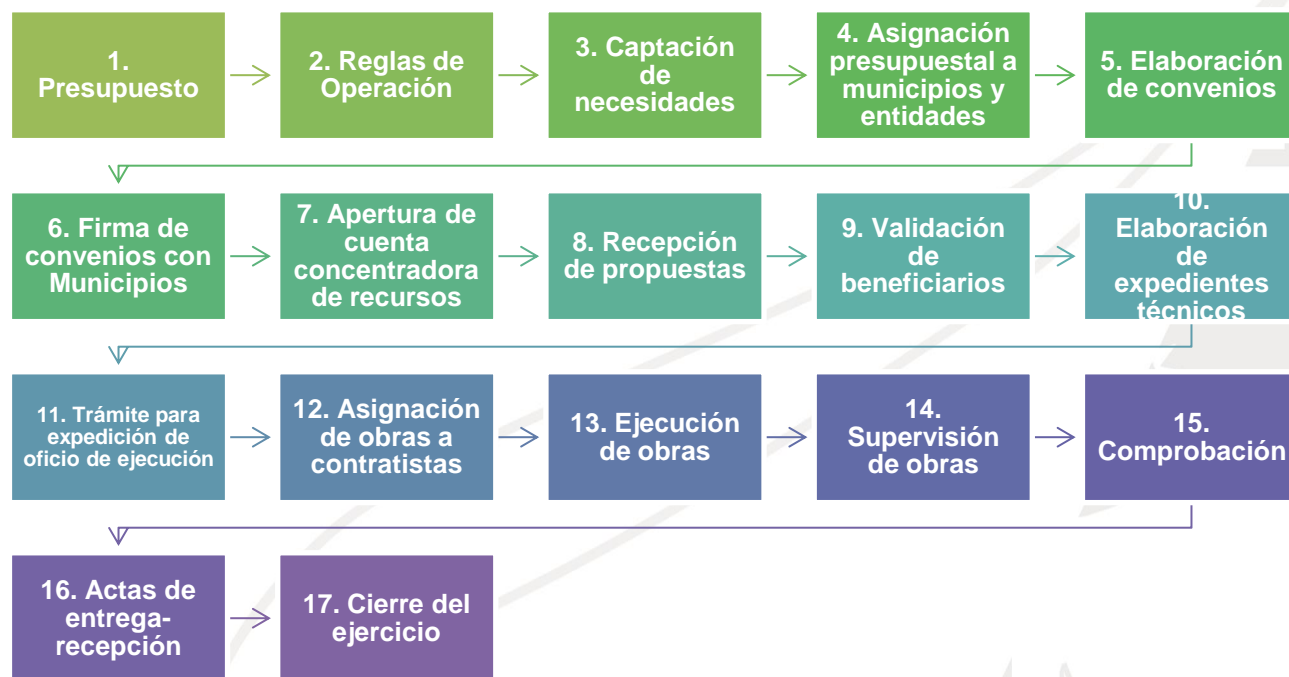 1.
Presupuesto
2. Reglas de
Operación
3. Captación
de
necesidades
4. Asignación
presupuestal a
municipios y
entidades
5. Elaboración
de convenios
6. Firma de
convenios con
Municipios
7. Apertura de
cuenta
concentradora
de recursos
8. Recepción
de propuestas
9. Validación
de
beneficiarios
10.
Elaboración
de
expedientes
técnicos
11. Trámite para
expedición de
oficio de ejecución
12. Asignación
de obras a
contratistas
13. Ejecución
de obras
14.
Supervisión
de obras
15.
Comprobación
16. Actas de
entrega-
recepción
17. Cierre del
ejercicio